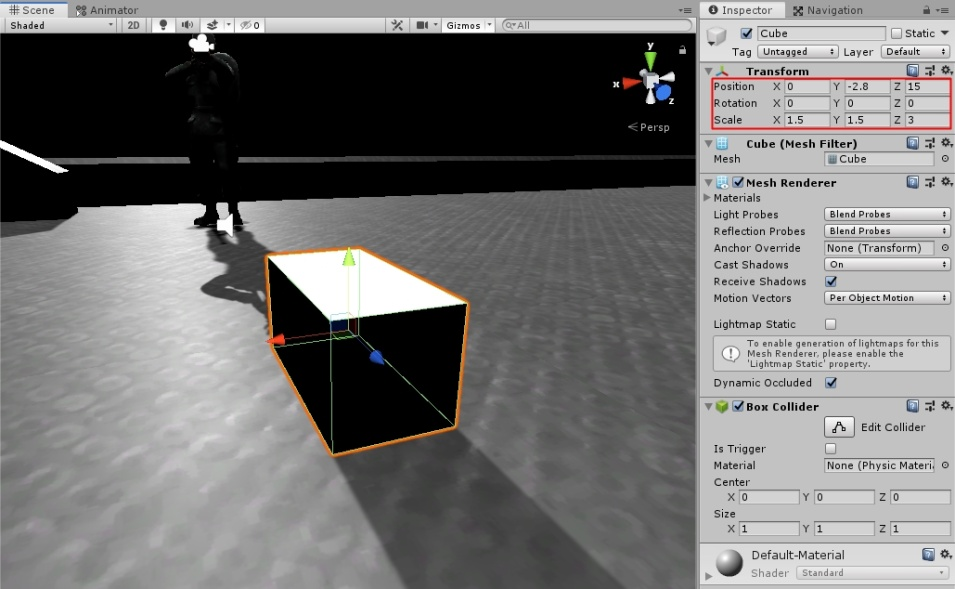 Scene
Animator
Shaded
2D
0
Gizmos
All
y
x
z
Persp
Inspector
Navigation
Cube
Static
Tag Untagged Layer Default
Transform
Position X 0 Y -2.8 Z 15
Rotation X 0 Y 0 Z 0
Scale X 1.5 Y 1.5 Z 3
Cube (Mesh Filter)
Mesh Cube
Mesh Renderer
Materials
Light Probes Blend Probes
Reflection Probes Blend Probes
Anchor Override None (Transform)
Cast Shadows On
Receive Shadows
Motion Vectors Per Object Motion
Lightmap Static
To enable generation of lightmaps for this
Mesh Renderer, please enable the
'Lightmap Static' property.
Dynamic Occluded
Box Collider
Edit Collider
Is Trigger
Material None (Physic Materi
Center
X 0 Y 0 Z 0
Size
X 1 Y 1 Z 1
Default-Material
Shader Standard